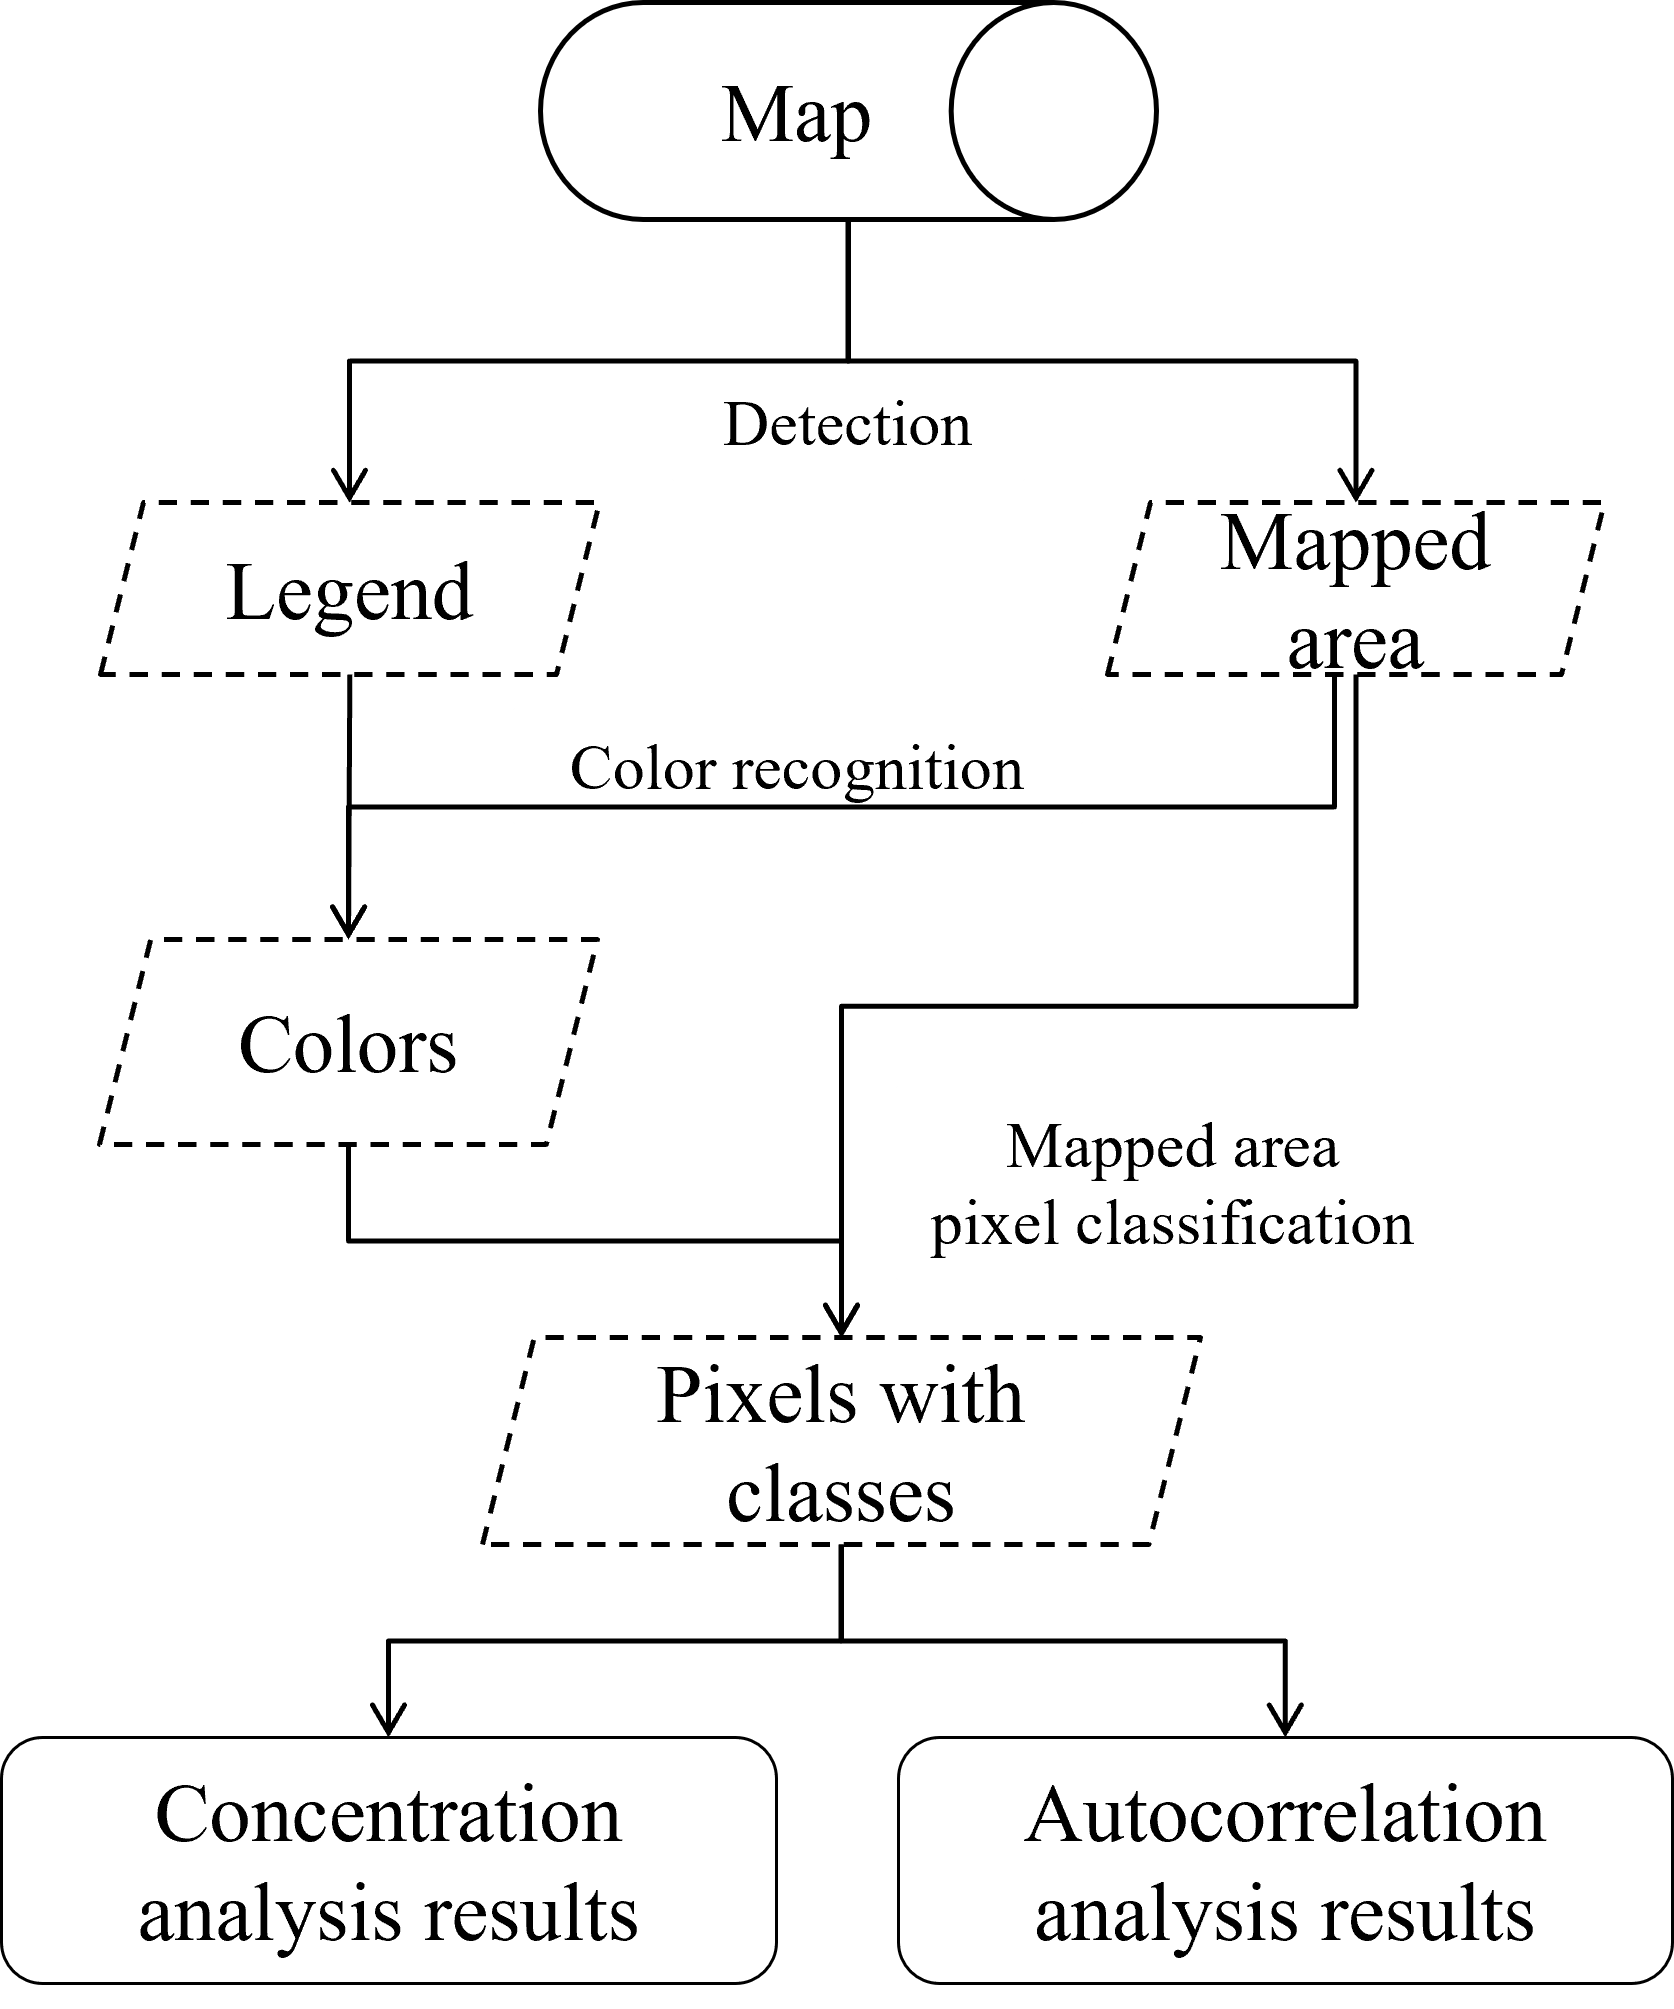 Map
Detection
Legend
Mapped
area
Color recognition
Colors
Mapped area
pixel classification
Pixels with
classes
Concentration
analysis results
Autocorrelation
analysis results